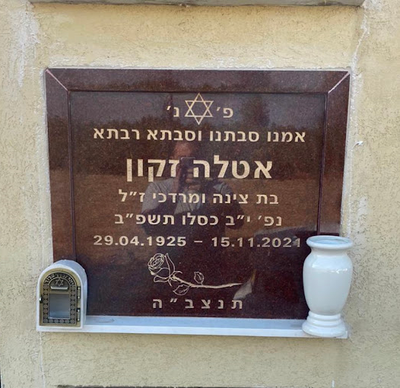 פ׳ נ׳
אמנו סבתנו וסבתא רבתא
אטלה זקון
בת צינה ומרדכי ז״ל
נפ׳ י״ב כסלו תשפ״ב
29.04.1925 – 15.11.2021
תנצב״ה